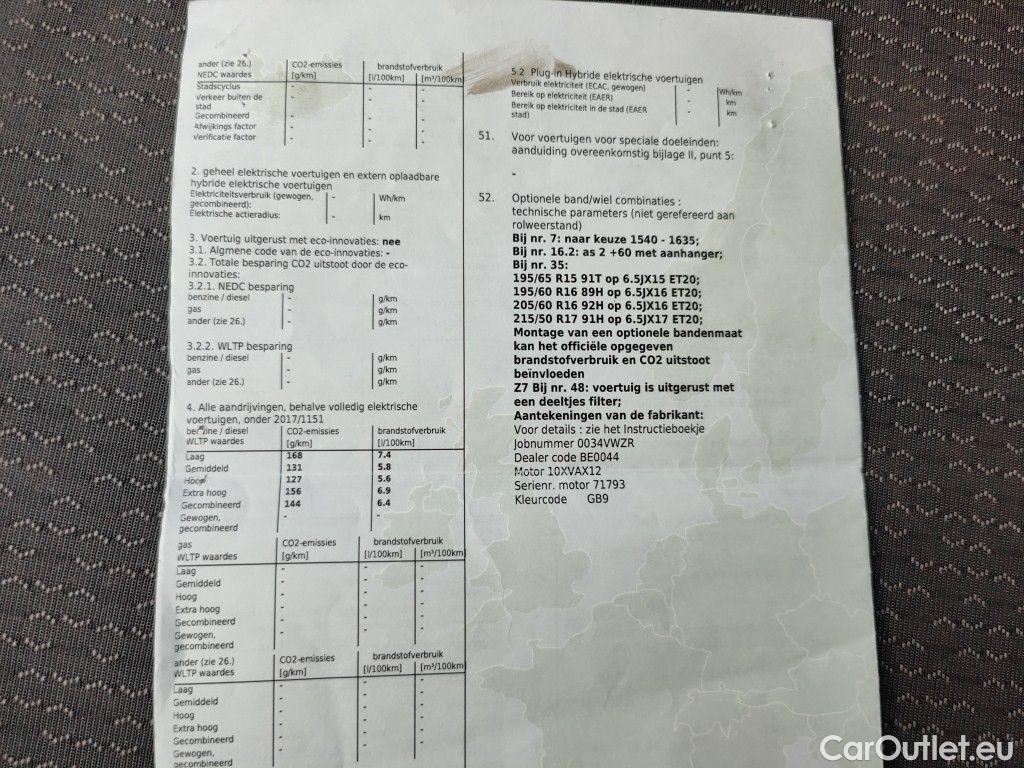 ander (zie 26.) CO2-emissies brandstofverbruik
NEDC waardes [g/km] [l/100km] [m³/100km]
Stadscyclus - - -
Verkeer buiten de stad - - -
Gecombineerd - - -
Afwijkings factor - -
Verificatie factor - -
2. geheel elektrische voertuigen en extern oplaadbare
hybride elektrische voertuigen
Elektriciteitsverbruik (gewogen, - Wh/km
gecombineerd):
Elektrische actieradius: - km
3. Voertuig uitgerust met eco-innovaties: nee
3.1. Algmene code van de eco-innovaties: -
3.2. Totale besparing CO2 uitstoot door de eco-
innovaties:
3.2.1. NEDC besparing
benzine / diesel - g/km
gas - g/km
ander (zie 26.) - g/km
3.2.2. WLTP besparing
benzine / diesel - g/km
gas - g/km
ander (zie 26.) - g/km
4. Alle aandrijvingen, behalve volledig elektrische
voertuigen, onder 2017/1151
benzine / diesel CO2-emissies brandstofverbruik
WLTP waardes [g/km] [l/100km]
Laag 168 7.4
Gemiddeld 131 5.8
Hoog 127 5.6
Extra hoog 156 6.9
Gecombineerd 144 6.4
Gewogen, - -
gecombineerd
gas CO2-emissies brandstofverbruik
WLTP waardes [g/km] [l/100km] [m³/100km]
Laag - - -
Gemiddeld - - -
Hoog - - -
Extra hoog - - -
Gecombineerd - - -
Gewogen, - - -
gecombineerd
ander (zie 26.) CO2-emissies brandstofverbruik
WLTP waardes [g/km] [l/100km] [m³/100km]
Laag - - -
Gemiddeld - - -
Hoog - - -
Extra hoog - - -
Gecombineerd - - -
Gewogen, - - -
gecombineerd
5.2 Plug-in Hybride elektrische voertuigen
Verbruik elektriciteit (ECAC, gewogen) - Wh/km
Bereik op elektriciteit (EAER) - km
Bereik op elektriciteit in de stad (EAER - km
stad)
51. Voor voertuigen voor speciale doeleinden:
aanduiding overeenkomstig bijlage II, punt 5:
-
52. Optionele band/wiel combinaties :
technische parameters (niet gerefereerd aan
rolweerstand)
Bij nr. 7: naar keuze 1540 - 1635;
Bij nr. 16.2: as 2 +60 met aanhanger;
Bij nr. 35:
195/65 R15 91T op 6.5JX15 ET20;
195/60 R16 89H op 6.5JX16 ET20;
205/60 R16 92H op 6.5JX16 ET20;
215/50 R17 91H op 6.5JX17 ET20;
Montage van een optionele bandenmaat
kan het officiële opgegeven
brandstofverbruik en CO2 uitstoot
beïnvloeden
Z7 Bij nr. 48: voertuig is uitgerust met
een deeltjes filter;
Aantekeningen van de fabrikant:
Voor details : zie het Instructieboekje
Jobnummer 0034VWZR
Dealer code BE0044
Motor 10XVAX12
Serienr. motor 71793
Kleurcode GB9
CarOutlet.eu